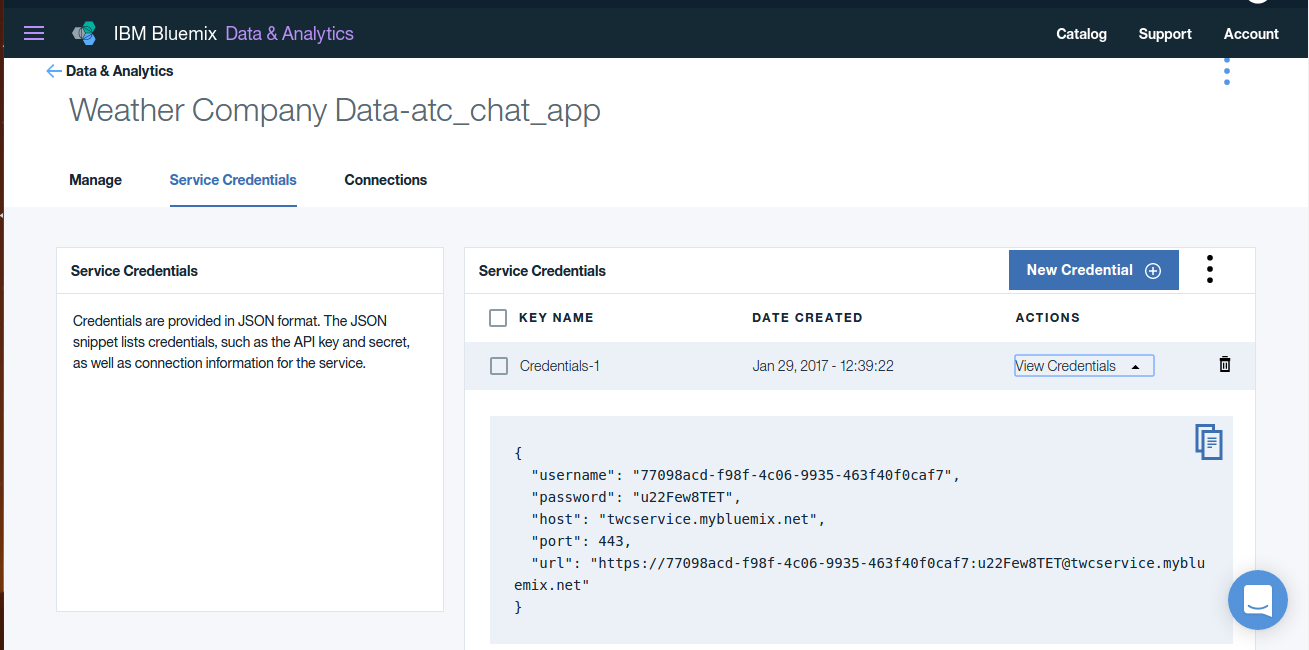 IBM Bluemix Data & Analytics
Catalog
Support
Account
Data & Analytics
Weather Company Data-atc_chat_app
Manage
Service Credentials
Connections
Service Credentials
Credentials are provided in JSON format. The JSON
snippet lists credentials, such as the API key and secret,
as well as connection information for the service.
Service Credentials
New Credential
KEY NAME
DATE CREATED
ACTIONS
Credentials-1
Jan 29, 2017 - 12:39:22
View Credentials
{
"username": "77098acd-f98f-4c06-9935-463f40f0caf7",
"password": "u22Few8TET",
"host": "twcservice.mybluemix.net",
"port": 443,
"url": "https://77098acd-f98f-4c06-9935-463f40f0caf7:u22Few8TET@twcservice.myblu
emix.net"
}